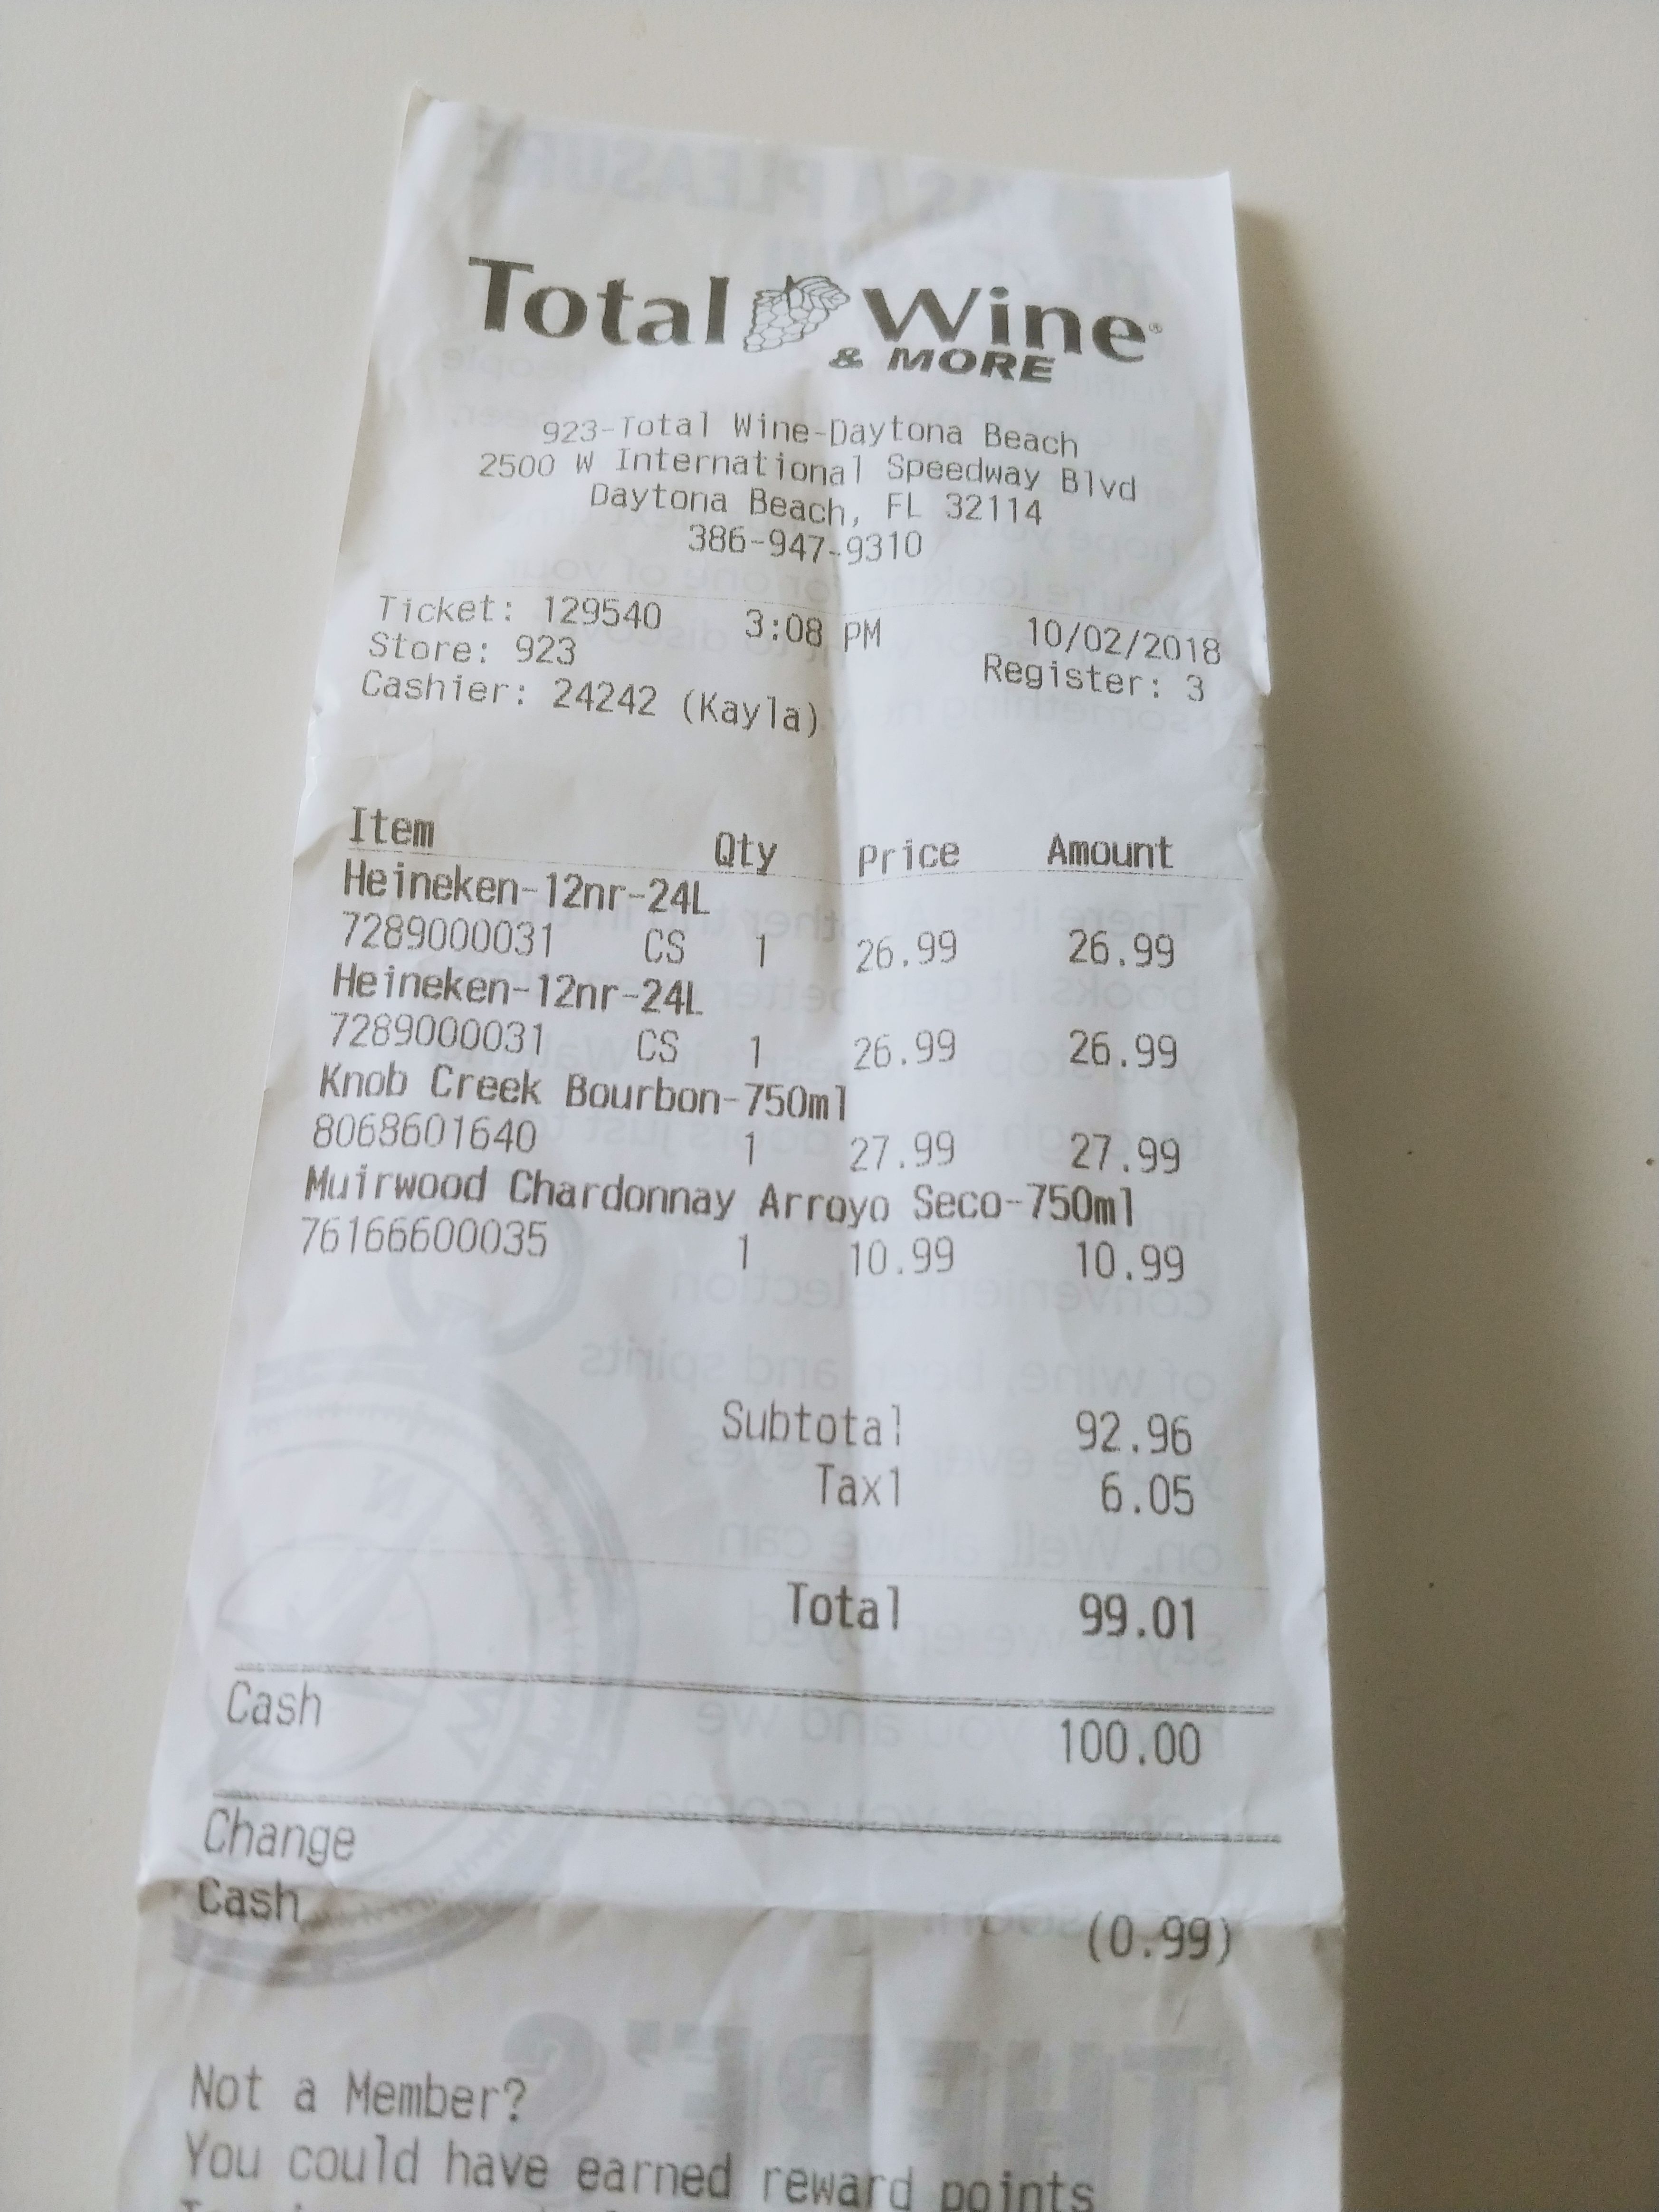 Total Wine®
& MORE
923-Total Wine-Daytona Beach
2500 W International Speedway Blvd
Daytona Beach, FL 32114
386-947-9310
Ticket: 129540 3:08 PM 10/02/2018
Store: 923 Register: 3
Cashier: 24242 (Kayla)
Item Qty Price Amount
Heineken-12nr-24L
7289000031 CS 1 26.99 26.99
Heineken-12nr-24L
7289000031 CS 1 26.99 26.99
Knob Creek Bourbon-750ml
8068601640 1 27.99 27.99
Muirwood Chardonnay Arroyo Seco-750ml
76166600035 1 10.99 10.99
Subtotal 92.96
Tax1 6.05
Total 99.01
Cash 100.00
Change
Cash (0.99)
Not a Member?
You could have earned reward points